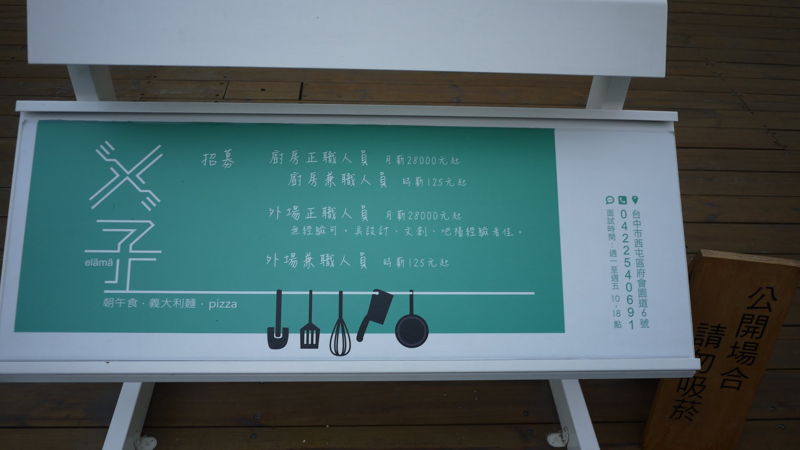 子
elämä
朝午食．義大利麵．pizza
招募
廚房正職人員 月薪28000元起
廚房兼職人員 時薪125元起
外場正職人員 月薪28000元起
無經驗可。具設計、文創、吧檯經驗者佳。
外場兼職人員 時薪125元起
台中市西屯區府會園道6號
0422540691
面試時間：週一至週五 10-18點
公開場合
請勿吸菸